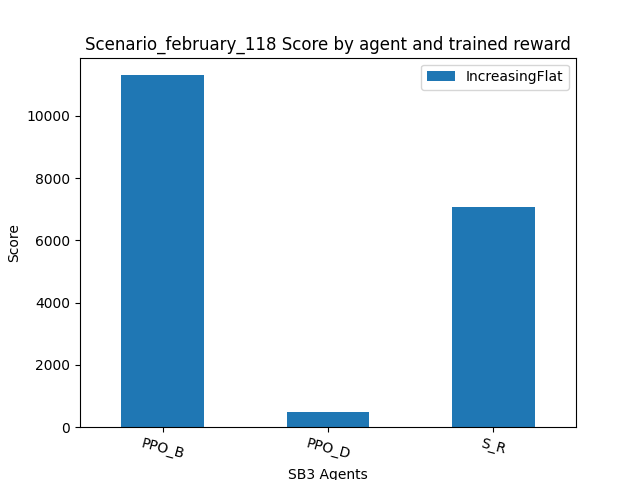 Scenario_february_118 Score by agent and trained reward
IncreasingFlat
Score
10000
8000
6000
4000
2000
0
PPO_B
PPO_D
S_R
SB3 Agents